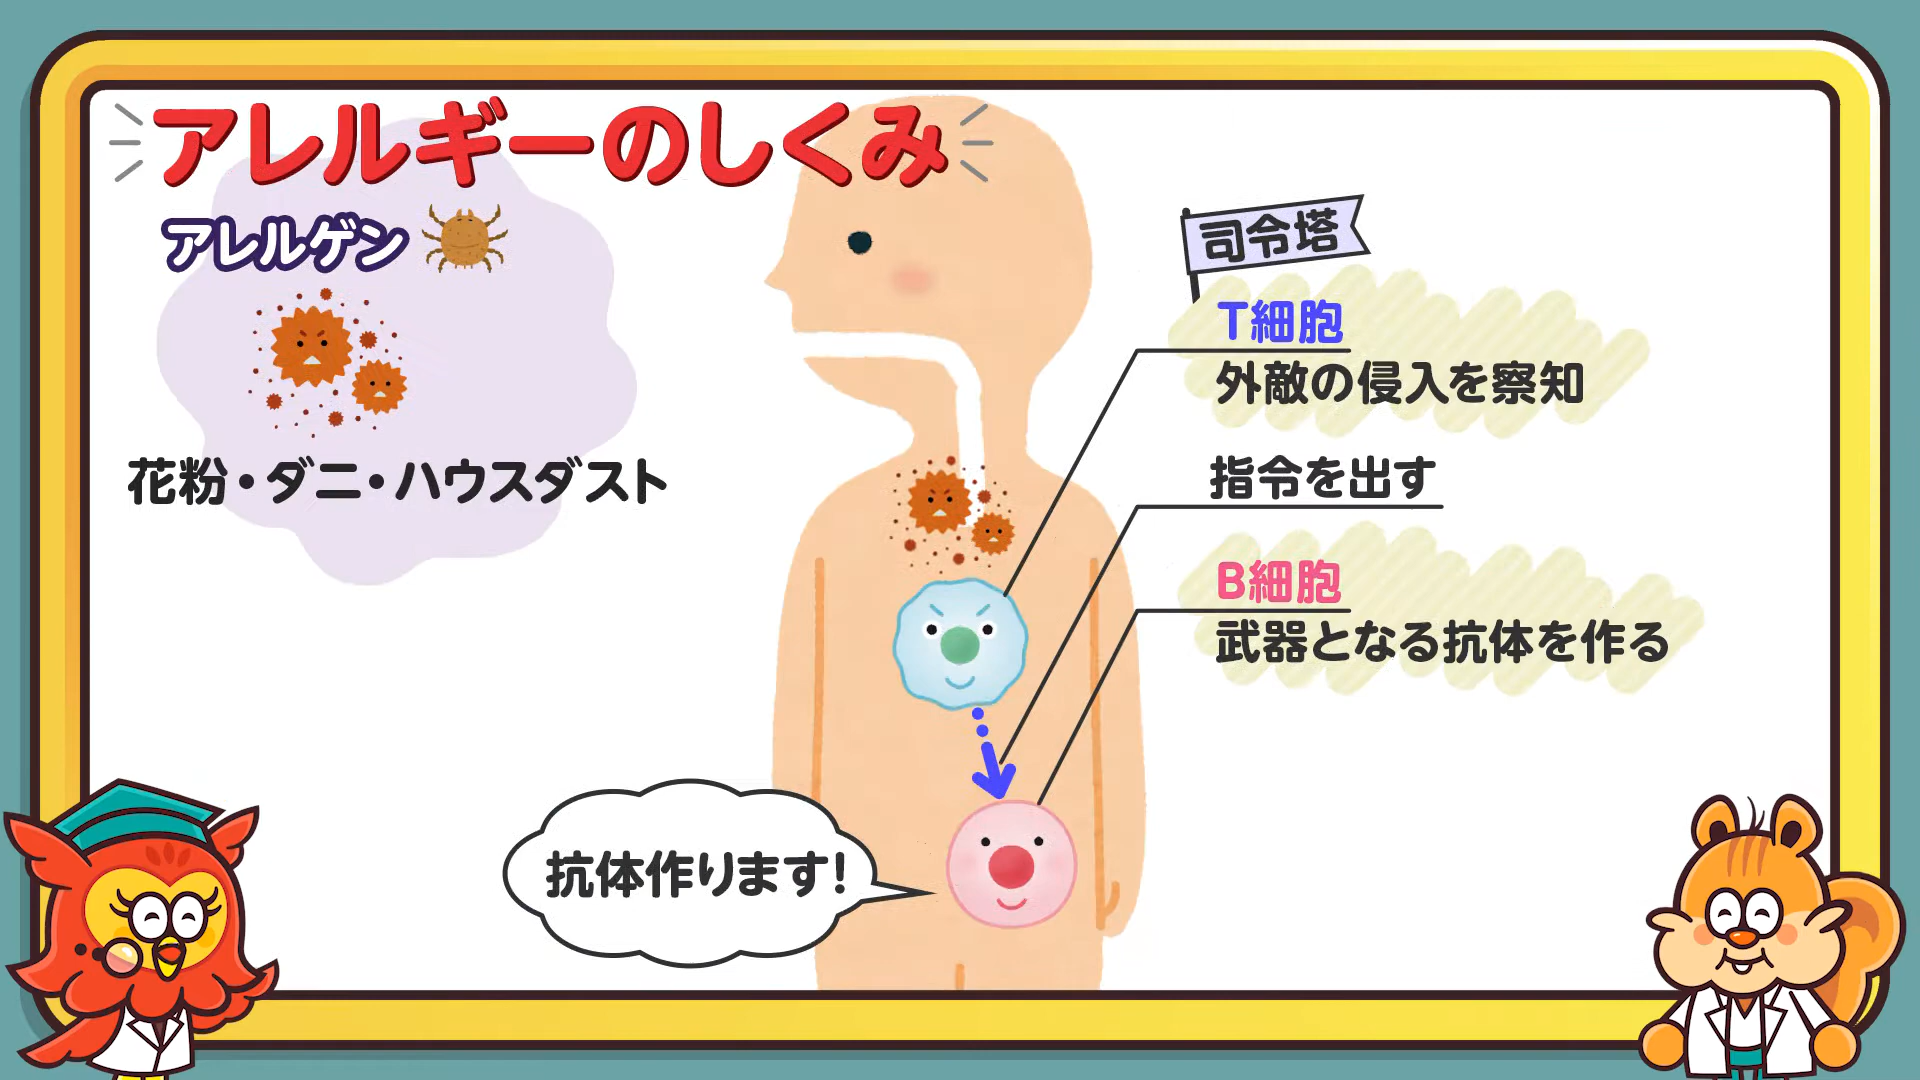 アレルギーのしくみ
アレルゲン
花粉・ダニ・ハウスダスト
司令塔
T細胞
外敵の侵入を察知
指令を出す
B細胞
武器となる抗体を作る
抗体作ります!